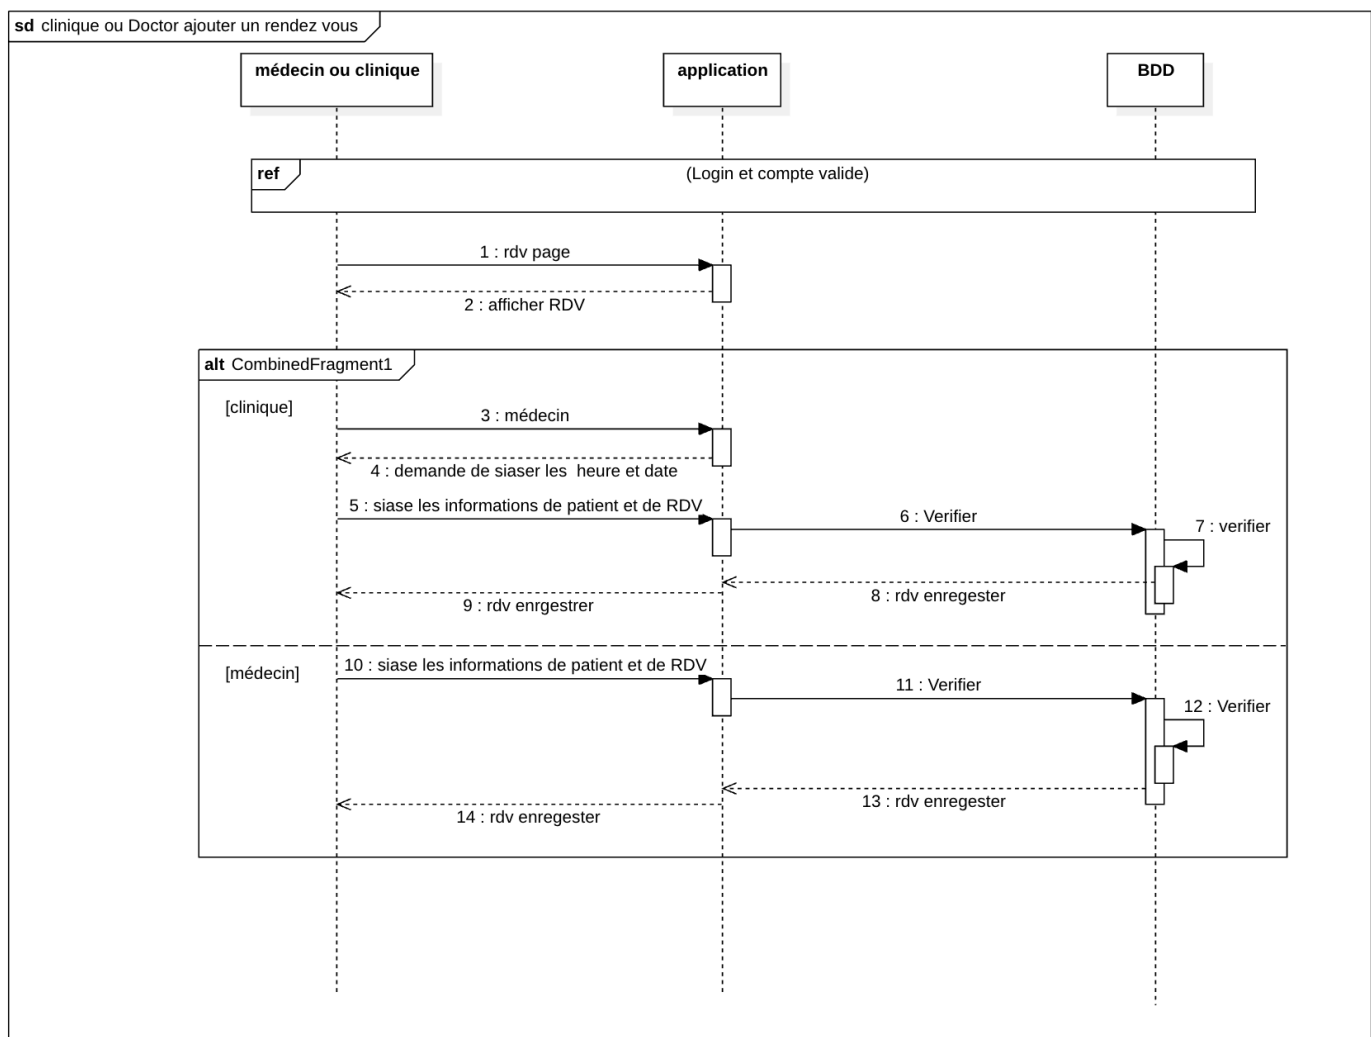 sd clinique ou Doctor ajouter un rendez vous
médecin ou clinique
application
BDD
ref
(Login et compte valide)
1 : rdv page
2 : afficher RDV
alt CombinedFragment1
[clinique]
3 : médecin
4 : demande de siaser les  heure et date
5 : siase les informations de patient et de RDV
6 : Verifier
7 : verifier
8 : rdv enregester
9 : rdv enrgestrer
[médecin]
10 : siase les informations de patient et de RDV
11 : Verifier
12 : Verifier
13 : rdv enregester
14 : rdv enregester